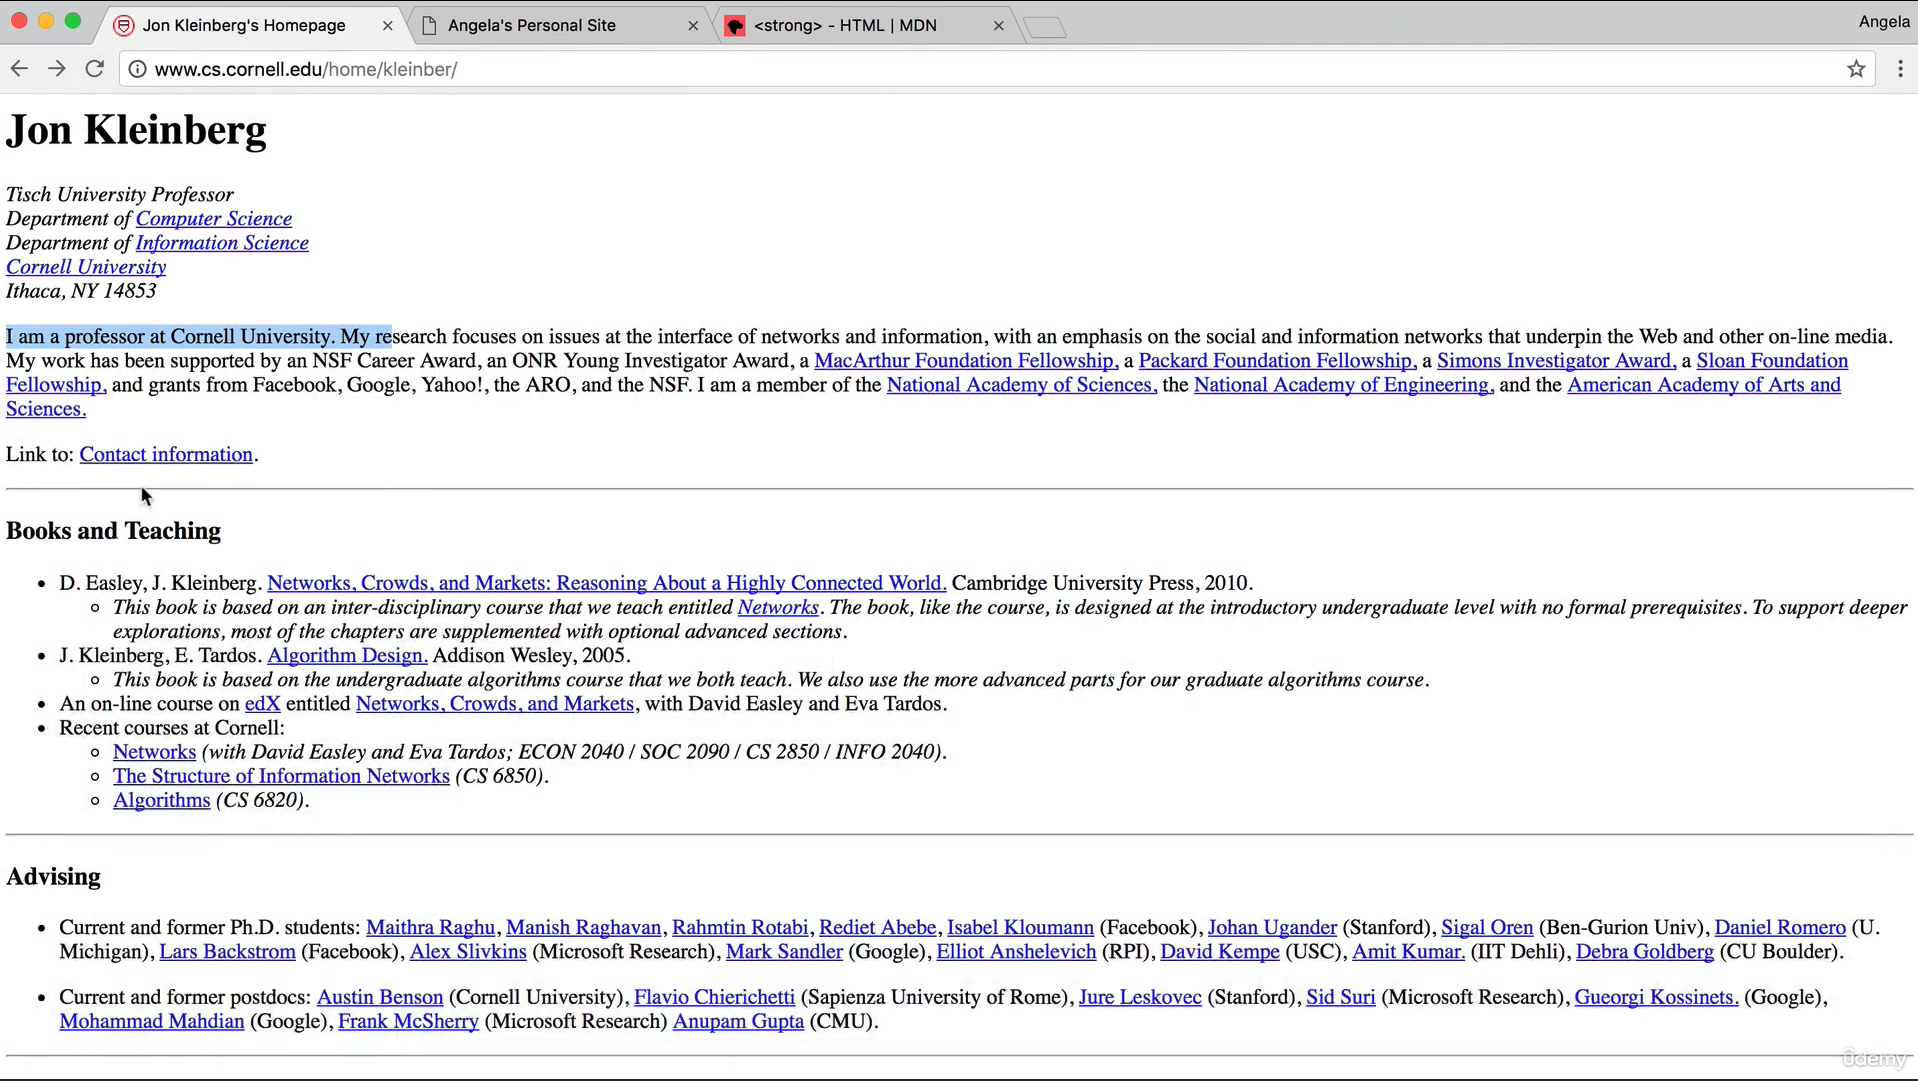 Jon Kleinberg's Homepage
Angela's Personal Site
<strong> - HTML | MDN
Angela
www.cs.cornell.edu/home/kleinber/
Jon Kleinberg
Tisch University Professor
Department of Computer Science
Department of Information Science
Cornell University
Ithaca, NY 14853
I am a professor at Cornell University. My research focuses on issues at the interface of networks and information, with an emphasis on the social and information networks that underpin the Web and other on-line media.
My work has been supported by an NSF Career Award, an ONR Young Investigator Award, a MacArthur Foundation Fellowship, a Packard Foundation Fellowship, a Simons Investigator Award, a Sloan Foundation
Fellowship, and grants from Facebook, Google, Yahoo!, the ARO, and the NSF. I am a member of the National Academy of Sciences, the National Academy of Engineering, and the American Academy of Arts and
Sciences.
Link to: Contact information.
Books and Teaching
• D. Easley, J. Kleinberg. Networks, Crowds, and Markets: Reasoning About a Highly Connected World. Cambridge University Press, 2010.
○ This book is based on an inter-disciplinary course that we teach entitled Networks. The book, like the course, is designed at the introductory undergraduate level with no formal prerequisites. To support deeper
explorations, most of the chapters are supplemented with optional advanced sections.
• J. Kleinberg, E. Tardos. Algorithm Design. Addison Wesley, 2005.
○ This book is based on the undergraduate algorithms course that we both teach. We also use the more advanced parts for our graduate algorithms course.
• An on-line course on edX entitled Networks, Crowds, and Markets, with David Easley and Eva Tardos.
• Recent courses at Cornell:
○ Networks (with David Easley and Eva Tardos; ECON 2040 / SOC 2090 / CS 2850 / INFO 2040).
○ The Structure of Information Networks (CS 6850).
○ Algorithms (CS 6820).
Advising
• Current and former Ph.D. students: Maithra Raghu, Manish Raghavan, Rahmtin Rotabi, Rediet Abebe, Isabel Kloumann (Facebook), Johan Ugander (Stanford), Sigal Oren (Ben-Gurion Univ), Daniel Romero (U.
Michigan), Lars Backstrom (Facebook), Alex Slivkins (Microsoft Research), Mark Sandler (Google), Elliot Anshelevich (RPI), David Kempe (USC), Amit Kumar. (IIT Dehli), Debra Goldberg (CU Boulder).
• Current and former postdocs: Austin Benson (Cornell University), Flavio Chierichetti (Sapienza University of Rome), Jure Leskovec (Stanford), Sid Suri (Microsoft Research), Gueorgi Kossinets. (Google),
Mohammad Mahdian (Google), Frank McSherry (Microsoft Research) Anupam Gupta (CMU).
ûdemy